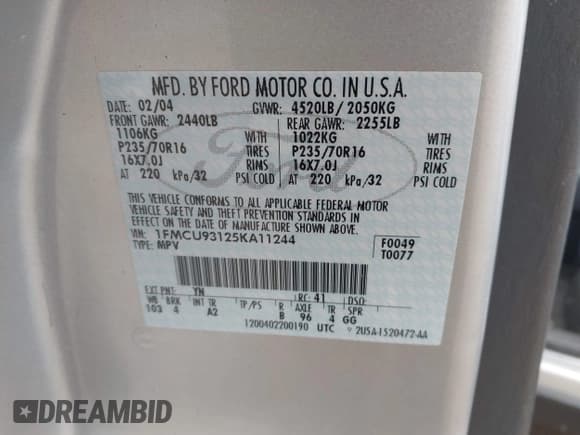 MFD. BY FORD MOTOR CO. IN U.S.A.
DATE: 02/04 GVWR: 4520LB/ 2050KG
FRONT GAWR: 2440LB REAR GAWR: 2255LB
1106KG WITH 1022KG WITH
P235/70R16 TIRES P235/70R16 TIRES
16X7.0J RIMS 16X7.0J RIMS
AT 220 kPa/32 PSI COLD AT 220 kPa/32 PSI COLD
THIS VEHICLE CONFORMS TO ALL APPLICABLE FEDERAL MOTOR
VEHICLE SAFETY AND THEFT PREVENTION STANDARDS IN
EFFECT ON THE DATE OF MANUFACTURE SHOWN ABOVE.
VIN: 1FMCU93125KA11244 F0049
TYPE: MPV T0077
EXT PNT: YN RC: 41 DSO:
WB BRK INT TR TP/PS R AXLE TR SPR
103 4 A2 B 96 4 GG
1200402200190 UTC 2USA-1520472-AA
Ford
DREAMBID